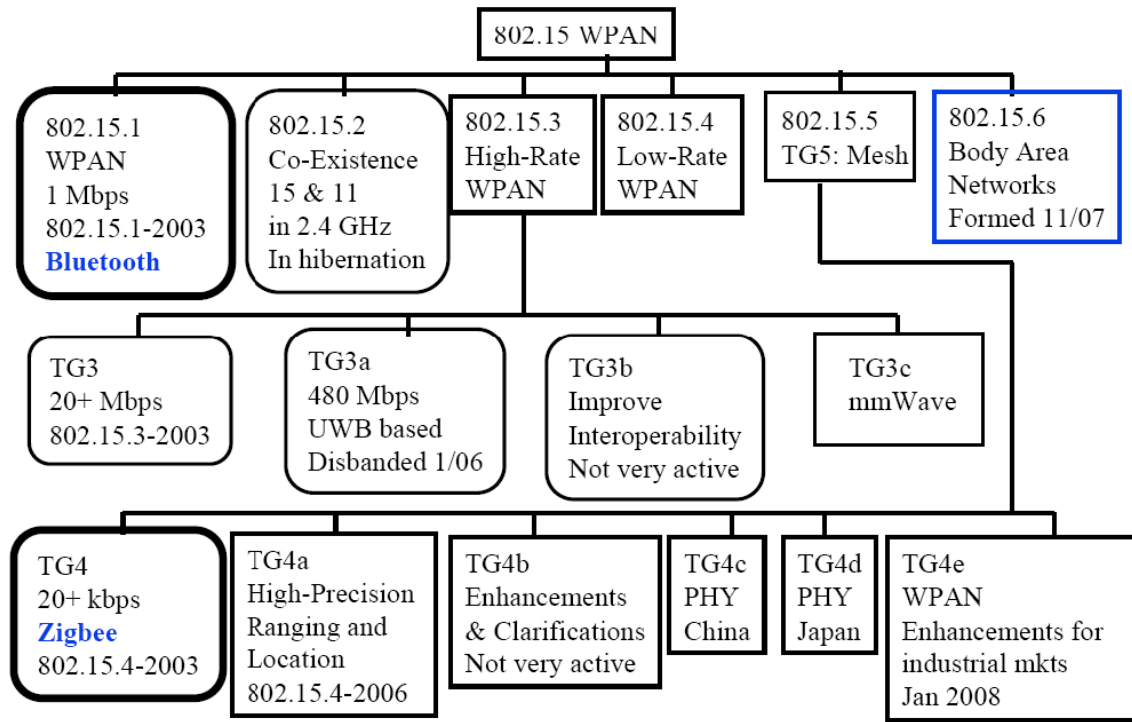 802.15 WPAN
802.15.1
WPAN
1 Mbps
802.15.1-2003
Bluetooth
802.15.2
Co-Existence
15 & 11
in 2.4 GHz
In hibernation
802.15.3
High-Rate
WPAN
802.15.4
Low-Rate
WPAN
802.15.5
TG5: Mesh
802.15.6
Body Area
Networks
Formed 11/07
TG3
20+ Mbps
802.15.3-2003
TG3a
480 Mbps
UWB based
Disbanded 1/06
TG3b
Improve
Interoperability
Not very active
TG3c
mmWave
TG4
20+ kbps
Zigbee
802.15.4-2003
TG4a
High-Precision
Ranging and
Location
802.15.4-2006
TG4b
Enhancements
& Clarifications
Not very active
TG4c
PHY
China
TG4d
PHY
Japan
TG4e
WPAN
Enhancements for
industrial mkts
Jan 2008